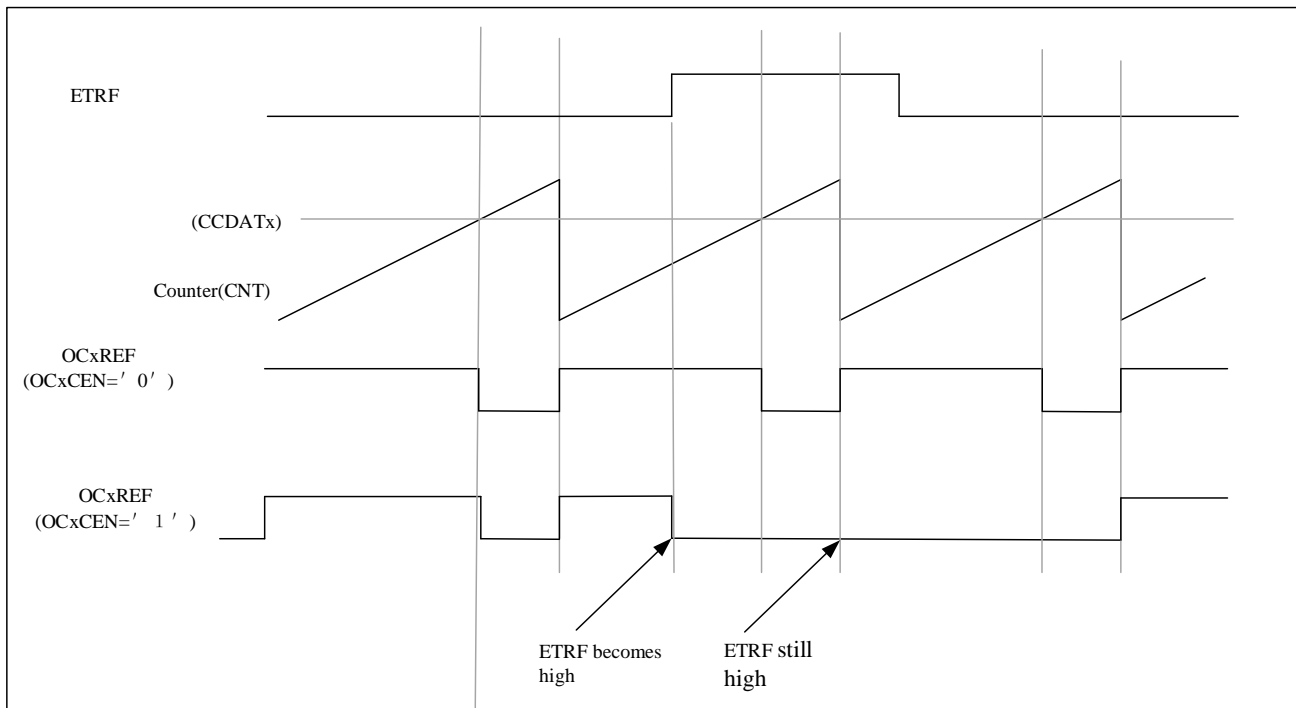 ETRF
(CCDATx)
Counter(CNT)
OCxREF
(OCxCEN=′ 0′ )
OCxREF
(OCxCEN=′ 1 ′ )
ETRF becomes
high
ETRF still
high